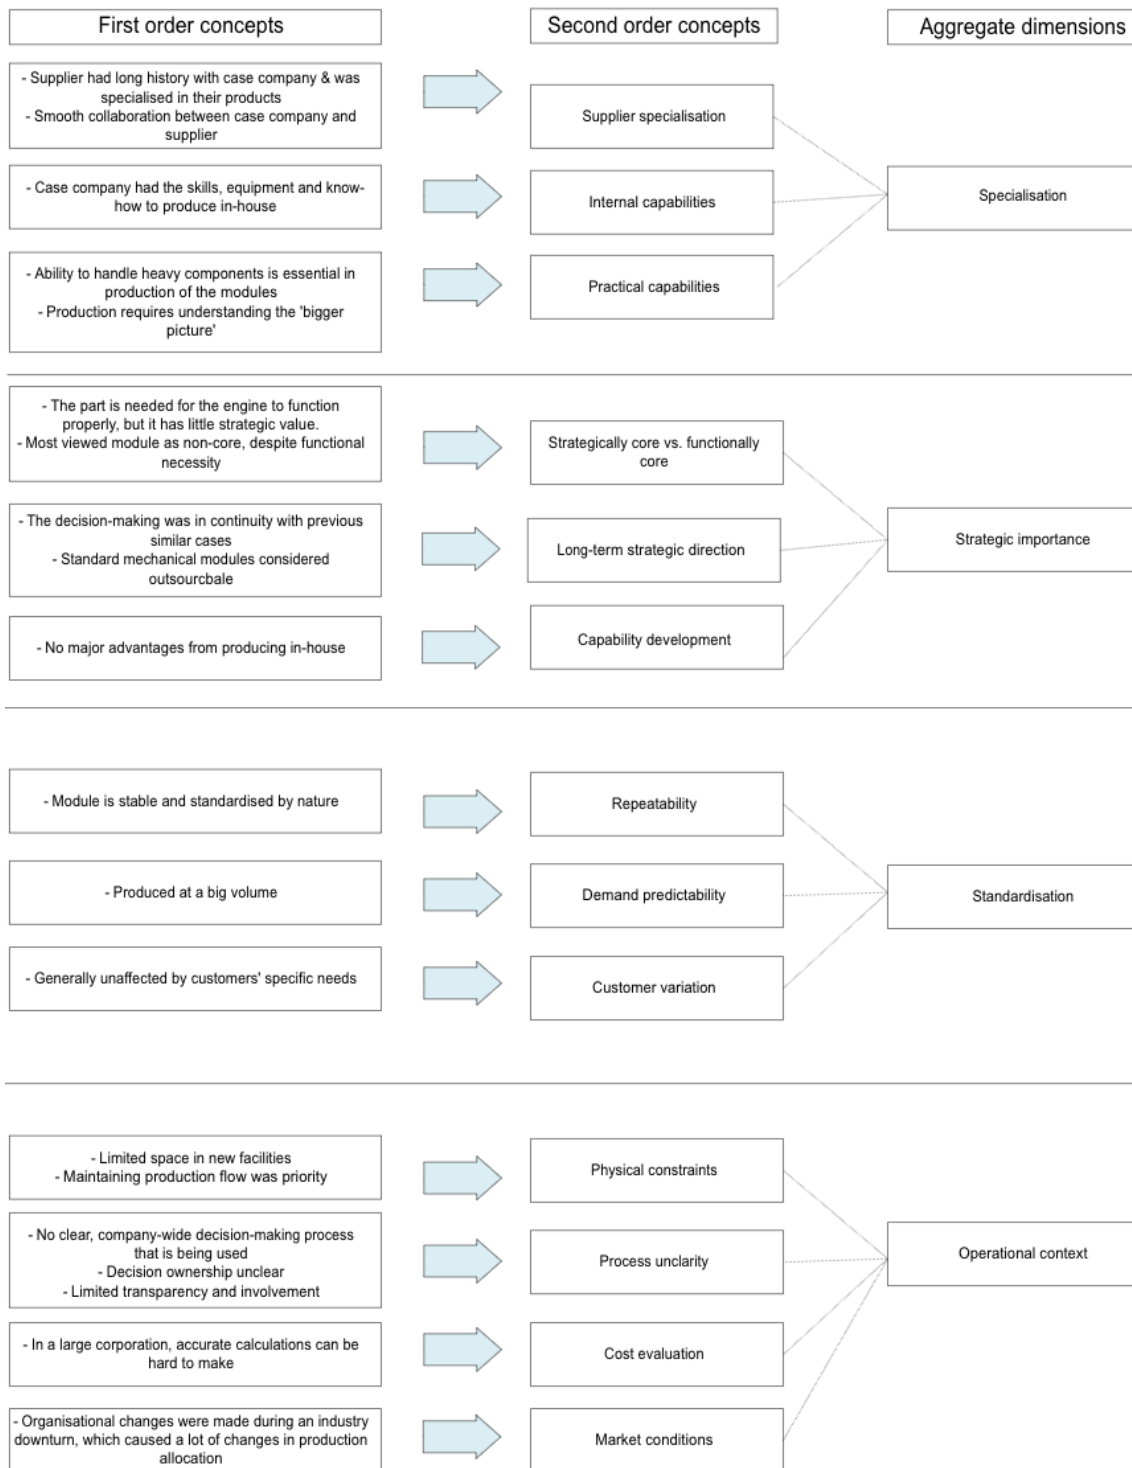 First order concepts
Second order concepts
Aggregate dimensions
- Supplier had long history with case company & was
specialised in their products
- Smooth collaboration between case company and
supplier
Supplier specialisation
- Case company had the skills, equipment and know-
how to produce in-house
Internal capabilities
Specialisation
- Ability to handle heavy components is essential in
production of the modules
- Production requires understanding the 'bigger
picture'
Practical capabilities
- The part is needed for the engine to function
properly, but it has little strategic value.
- Most viewed module as non-core, despite functional
necessity
Strategically core vs. functionally
core
- The decision-making was in continuity with previous
similar cases
- Standard mechanical modules considered
outsourcbale
Long-term strategic direction
Strategic importance
- No major advantages from producing in-house
Capability development
- Module is stable and standardised by nature
Repeatability
- Produced at a big volume
Demand predictability
Standardisation
- Generally unaffected by customers' specific needs
Customer variation
- Limited space in new facilities
- Maintaining production flow was priority
Physical constraints
- No clear, company-wide decision-making process
that is being used
- Decision ownership unclear
- Limited transparency and involvement
Process unclarity
Operational context
- In a large corporation, accurate calculations can be
hard to make
Cost evaluation
- Organisational changes were made during an industry
downturn, which caused a lot of changes in production
allocation
Market conditions